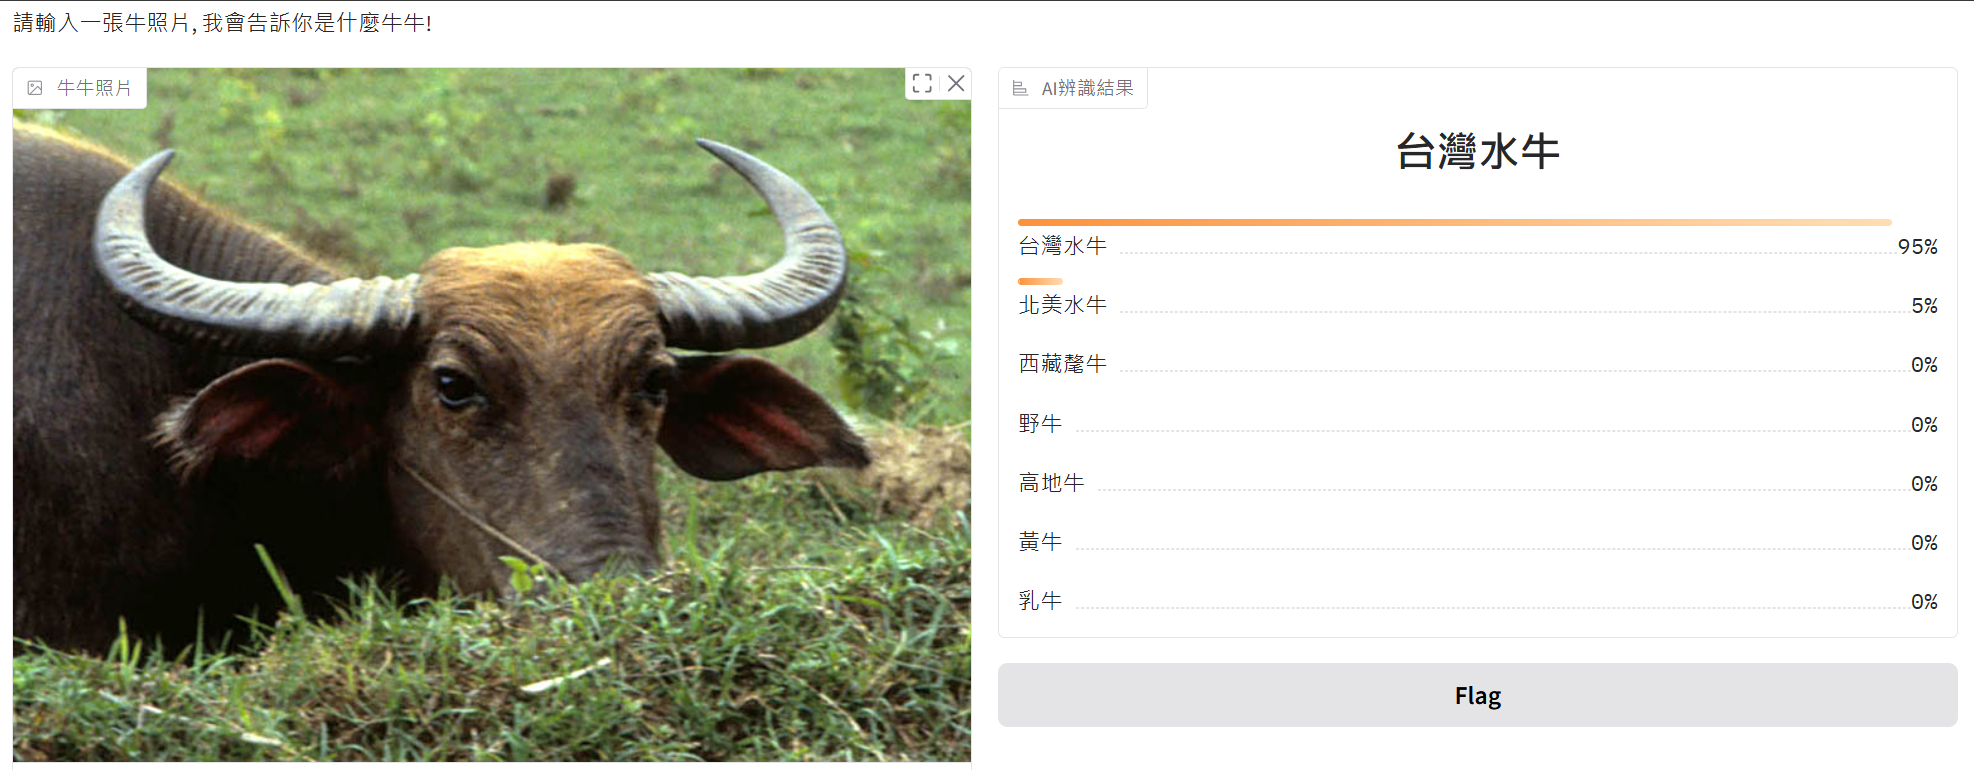 請輸入一張牛照片, 我會告訴你是什麼牛牛!
牛牛照片
AI辨識結果
台灣水牛
台灣水牛 95%
北美水牛 5%
西藏氂牛 0%
野牛 0%
高地牛 0%
黃牛 0%
乳牛 0%
Flag